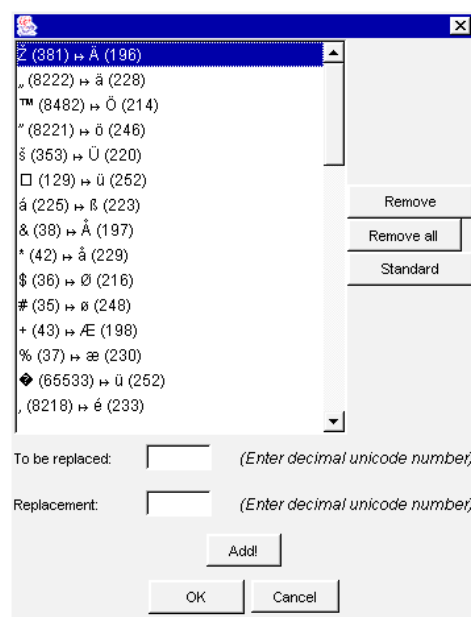 Ž (381) ↦ Ä (196)
„ (8222) ↦ ä (228)
™ (8482) ↦ Ö (214)
” (8221) ↦ ö (246)
š (353) ↦ Ü (220)
□ (129) ↦ ü (252)
á (225) ↦ ß (223)
& (38) ↦ Å (197)
* (42) ↦ å (229)
$ (36) ↦ Ø (216)
# (35) ↦ ø (248)
+ (43) ↦ Æ (198)
% (37) ↦ æ (230)
� (65533) ↦ ü (252)
‚ (8218) ↦ é (233)
Remove
Remove all
Standard
To be replaced: (Enter decimal unicode number)
Replacement: (Enter decimal unicode number)
Add!
OK Cancel